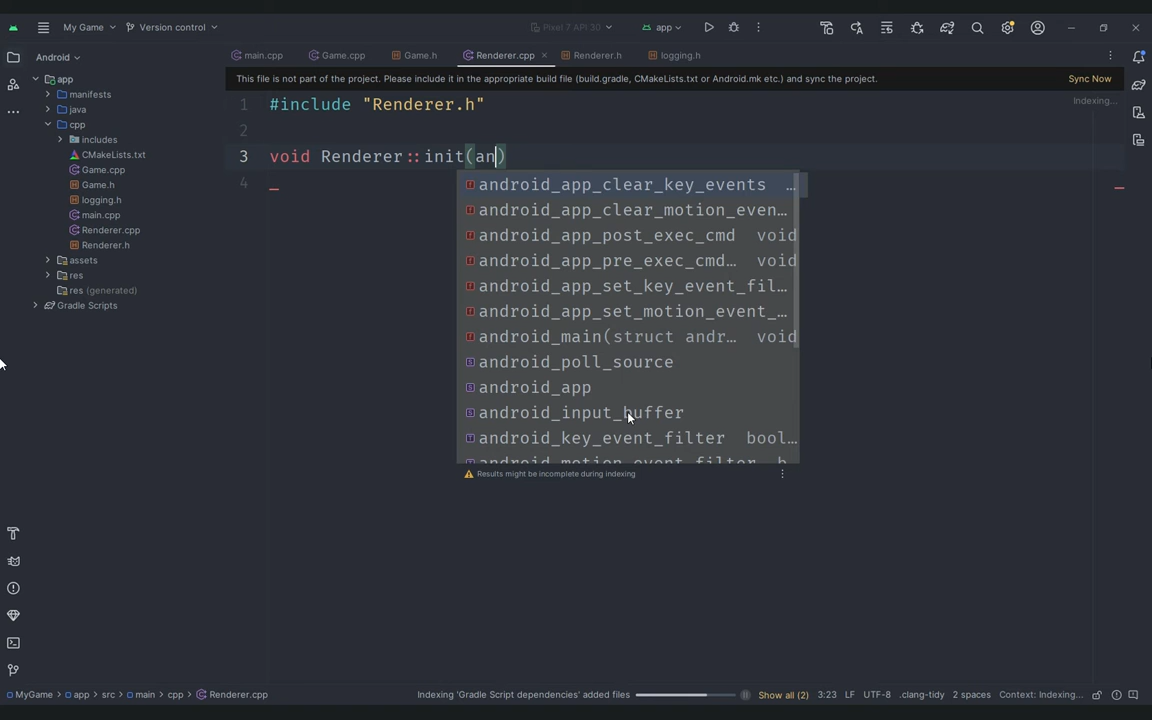 My Game
Version control
Pixel 7 API 30
app
Android
main.cpp
Game.cpp
Game.h
Renderer.cpp
Renderer.h
logging.h
This file is not part of the project. Please include it in the appropriate build file (build.gradle, CMakeLists.txt or Android.mk etc.) and sync the project.
Sync Now
app
manifests
java
cpp
includes
CMakeLists.txt
Game.cpp
Game.h
logging.h
main.cpp
Renderer.cpp
Renderer.h
assets
res
res (generated)
Gradle Scripts
Indexing...
1 #include "Renderer.h"
2
3 void Renderer::init(an)
4
android_app_clear_key_events …
android_app_clear_motion_even…
android_app_post_exec_cmd void
android_app_pre_exec_cmd… void
android_app_set_key_event_fil…
android_app_set_motion_event_…
android_main(struct andr… void
android_poll_source
android_app
android_input_buffer
android_key_event_filter bool…
android_motion_event_filter b…
Results might be incomplete during indexing
MyGame
app
src
main
cpp
Renderer.cpp
Indexing 'Gradle Script dependencies' added files
Show all (2)
3:23
LF
UTF-8
.clang-tidy
2 spaces
Context: Indexing...